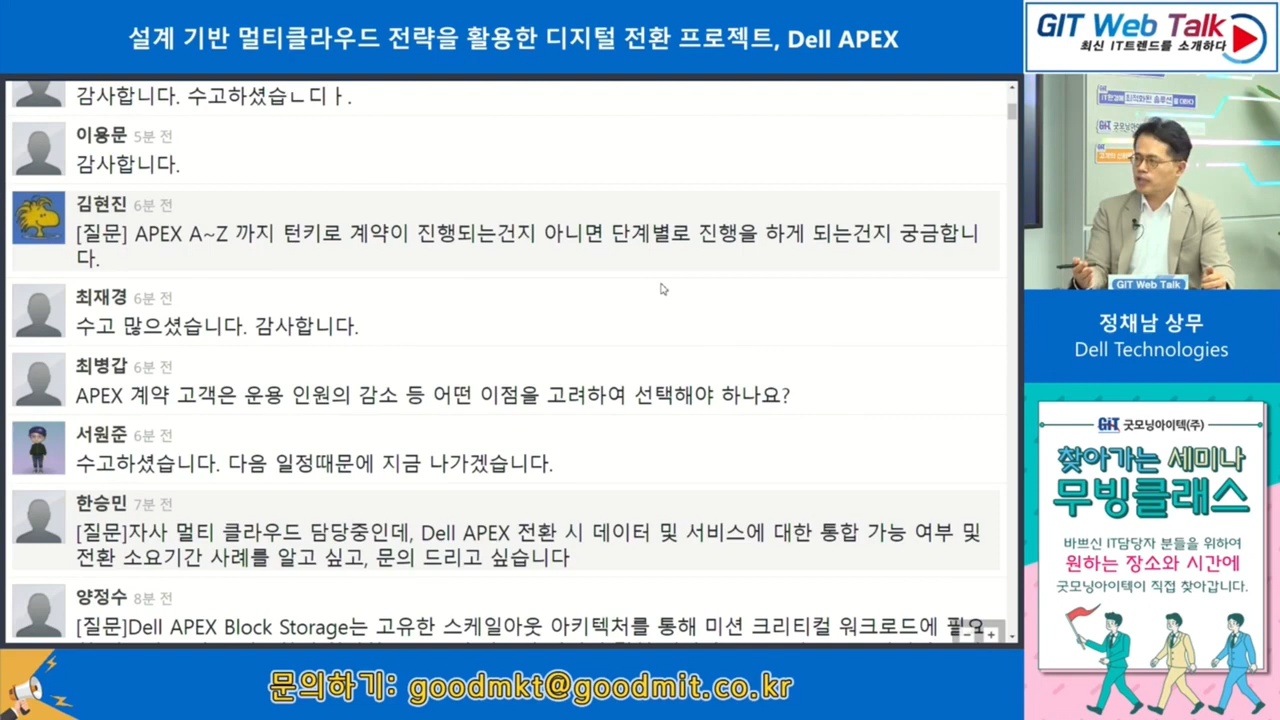 설계 기반 멀티클라우드 전략을 활용한 디지털 전환 프로젝트, Dell APEX
GIT Web Talk
최신 IT트렌드를 소개하다
감사합니다. 수고하셨습ㄴ디ㅏ.
이용문 5분 전
감사합니다.
김현진 6분 전
[질문] APEX A~Z 까지 턴키로 계약이 진행되는건지 아니면 단계별로 진행을 하게 되는건지 궁금합니
다.
최재경 6분 전
수고 많으셨습니다. 감사합니다.
최병갑 6분 전
APEX 계약 고객은 운용 인원의 감소 등 어떤 이점을 고려하여 선택해야 하나요?
서원준 6분 전
수고하셨습니다. 다음 일정때문에 지금 나가겠습니다.
한승민 7분 전
[질문]자사 멀티 클라우드 담당중인데, Dell APEX 전환 시 데이터 및 서비스에 대한 통합 가능 여부 및
전환 소요기간 사례를 알고 싶고, 문의 드리고 싶습니다
양정수 8분 전
[질문]Dell APEX Block Storage는 고유한 스케일아웃 아키텍처를 통해 미션 크리티컬 워크로드에 필요
GIT Web Talk
정채남 상무
Dell Technologies
GIT 굿모닝아이텍(주)
찾아가는 세미나
무빙클래스
바쁘신 IT담당자 분들을 위하여
원하는 장소와 시간에
굿모닝아이텍이 직접 찾아갑니다.
문의하기: goodmkt@goodmit.co.kr